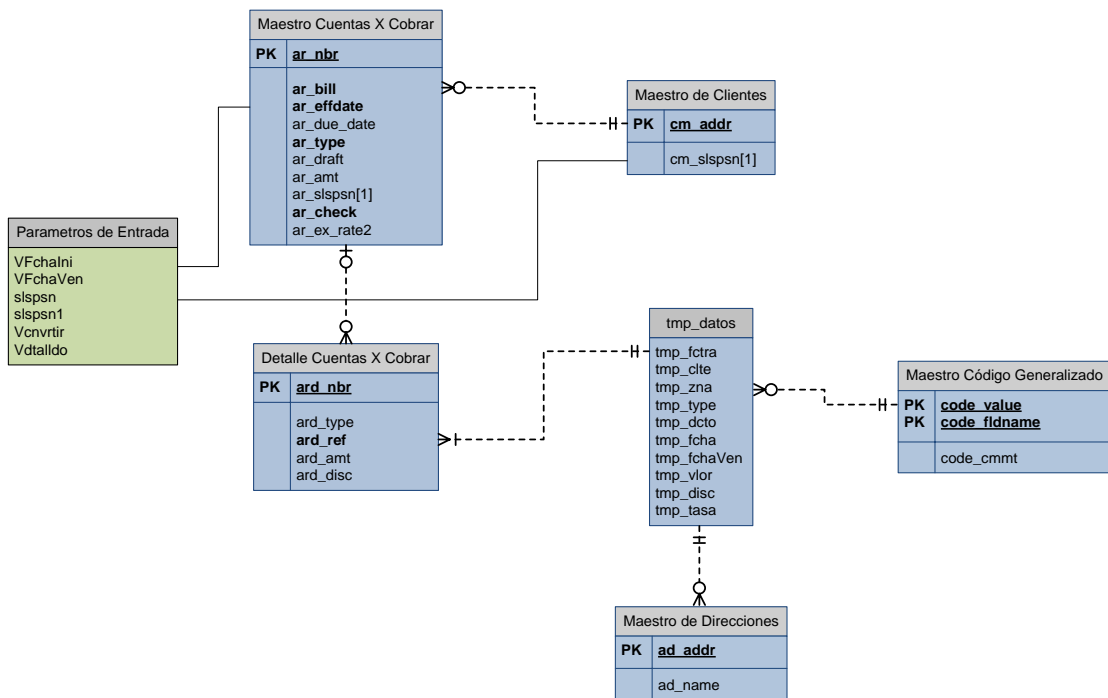 Maestro Cuentas X Cobrar
PK ar_nbr
ar_bill
ar_effdate
ar_due_date
ar_type
ar_draft
ar_amt
ar_slspsn[1]
ar_check
ar_ex_rate2
Maestro de Clientes
PK cm_addr
cm_slspsn[1]
Parametros de Entrada
VFchaIni
VFchaVen
slspsn
slspsn1
Vcnvrtir
Vdtalldo
Detalle Cuentas X Cobrar
PK ard_nbr
ard_type
ard_ref
ard_amt
ard_disc
tmp_datos
tmp_fctra
tmp_clte
tmp_zna
tmp_type
tmp_dcto
tmp_fcha
tmp_fchaVen
tmp_vlor
tmp_disc
tmp_tasa
Maestro Código Generalizado
PK code_value
PK code_fldname
code_cmmt
Maestro de Direcciones
PK ad_addr
ad_name